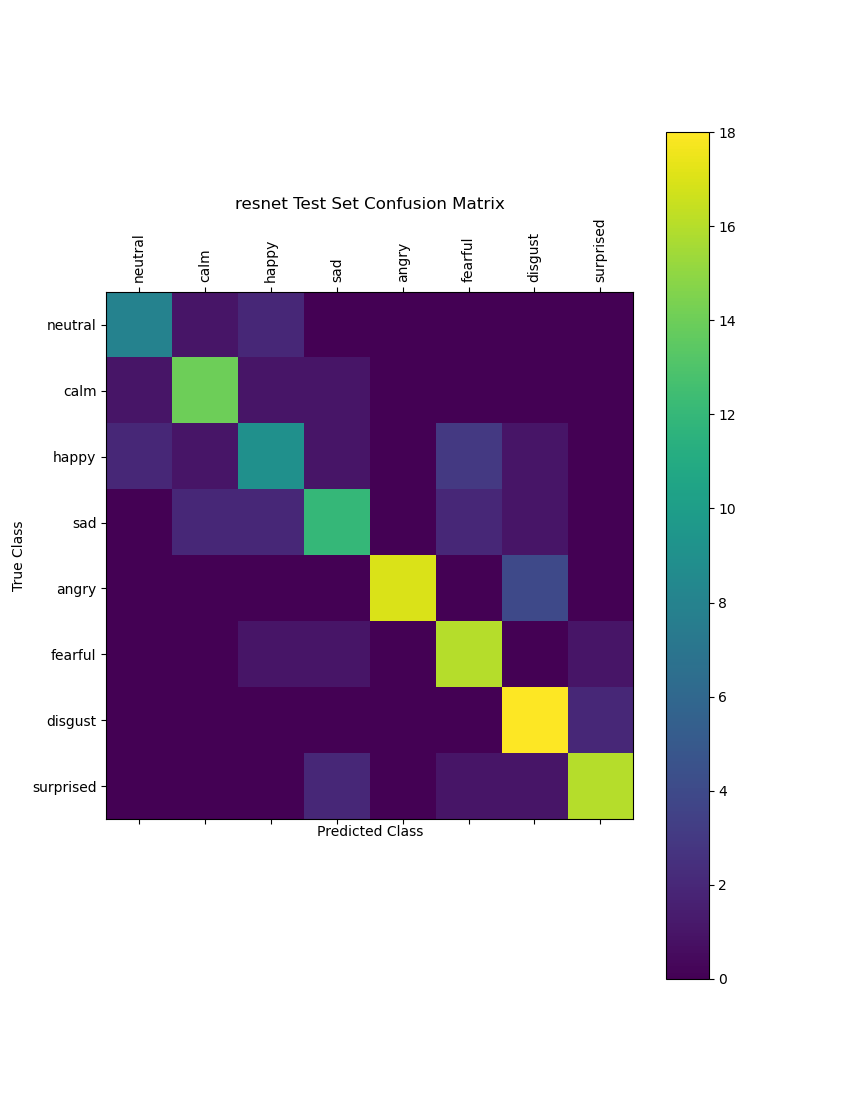 resnet Test Set Confusion Matrix
neutral calm happy sad angry fearful disgust surprised
neutral
calm
happy
sad
angry
fearful
disgust
surprised
True Class
Predicted Class
18
16
14
12
10
8
6
4
2
0